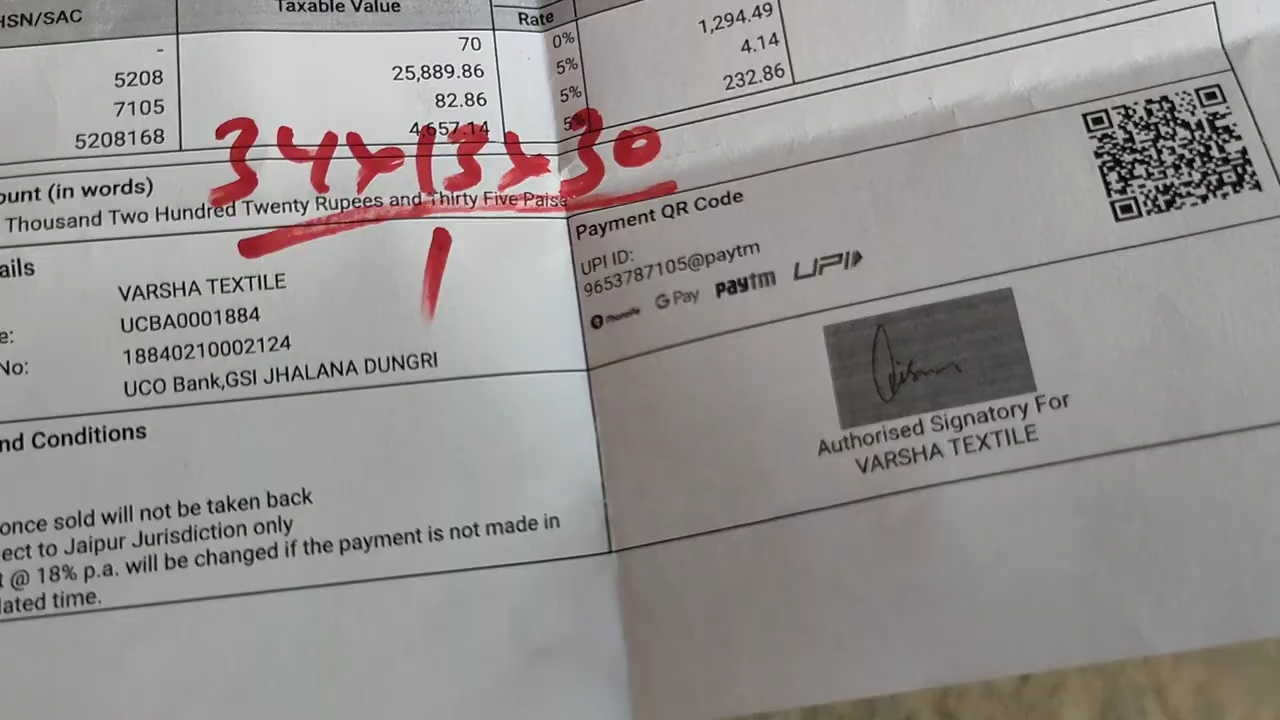 HSN/SAC Taxable Value Rate
- 70 0% 1,294.49
5208 25,889.86 5% 4.14
7105 82.86 5% 232.86
5208168 4,657.14
34x13x30
ount (in words)
Thousand Two Hundred Twenty Rupees and Thirty Five Paise
1
ails
VARSHA TEXTILE
e: UCBA0001884
No: 18840210002124
UCO Bank,GSI JHALANA DUNGRI
Payment QR Code
UPI ID:
9653787105@paytm
PhonePe G Pay paytm UPI
Authorised Signatory For
VARSHA TEXTILE
nd Conditions
once sold will not be taken back
ect to Jaipur Jurisdiction only
t @ 18% p.a. will be changed if the payment is not made in
lated time.